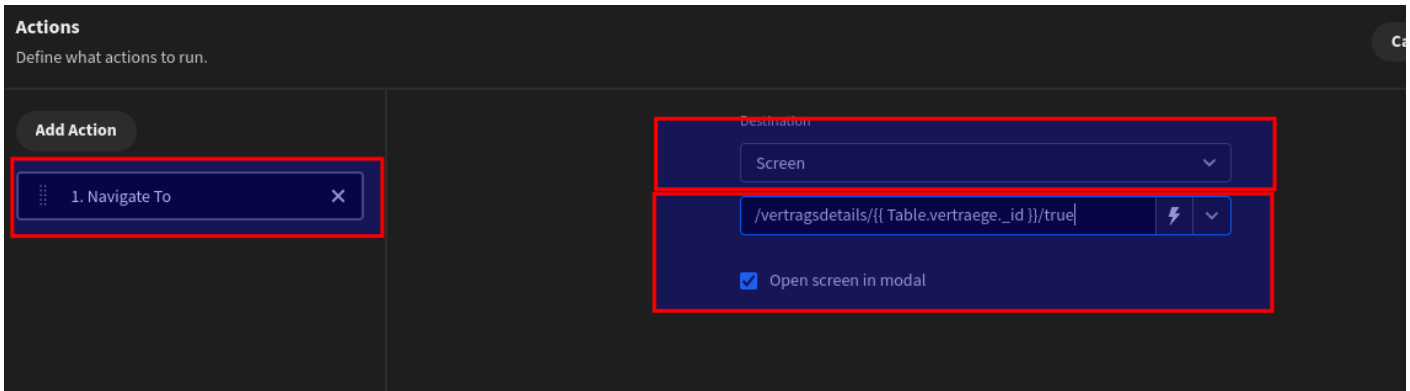 Actions
Define what actions to run.
Add Action
1. Navigate To
Destination
Screen
/vertragsdetails/{{ Table.vertraege._id }}/true
Open screen in modal